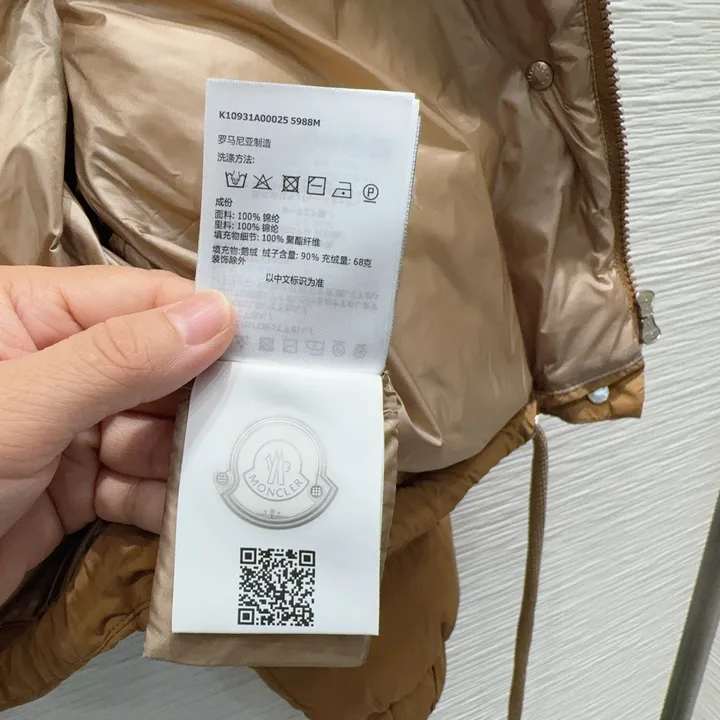 K10931A00025 5988M
罗马尼亚制造
洗涤方法:
P
成份
面料: 100% 锦纶
里料: 100% 锦纶
填充物细节: 100% 聚酯纤维
填充物:鹅绒 绒子含量: 90% 充绒量: 68克
装饰除外
以中文标识为准
MONCLER